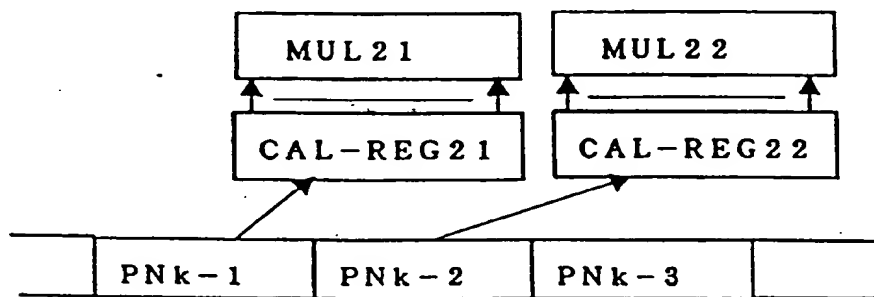 MUL21 MUL22
CAL-REG21 CAL-REG22
PNk-1 PNk-2 PNk-3